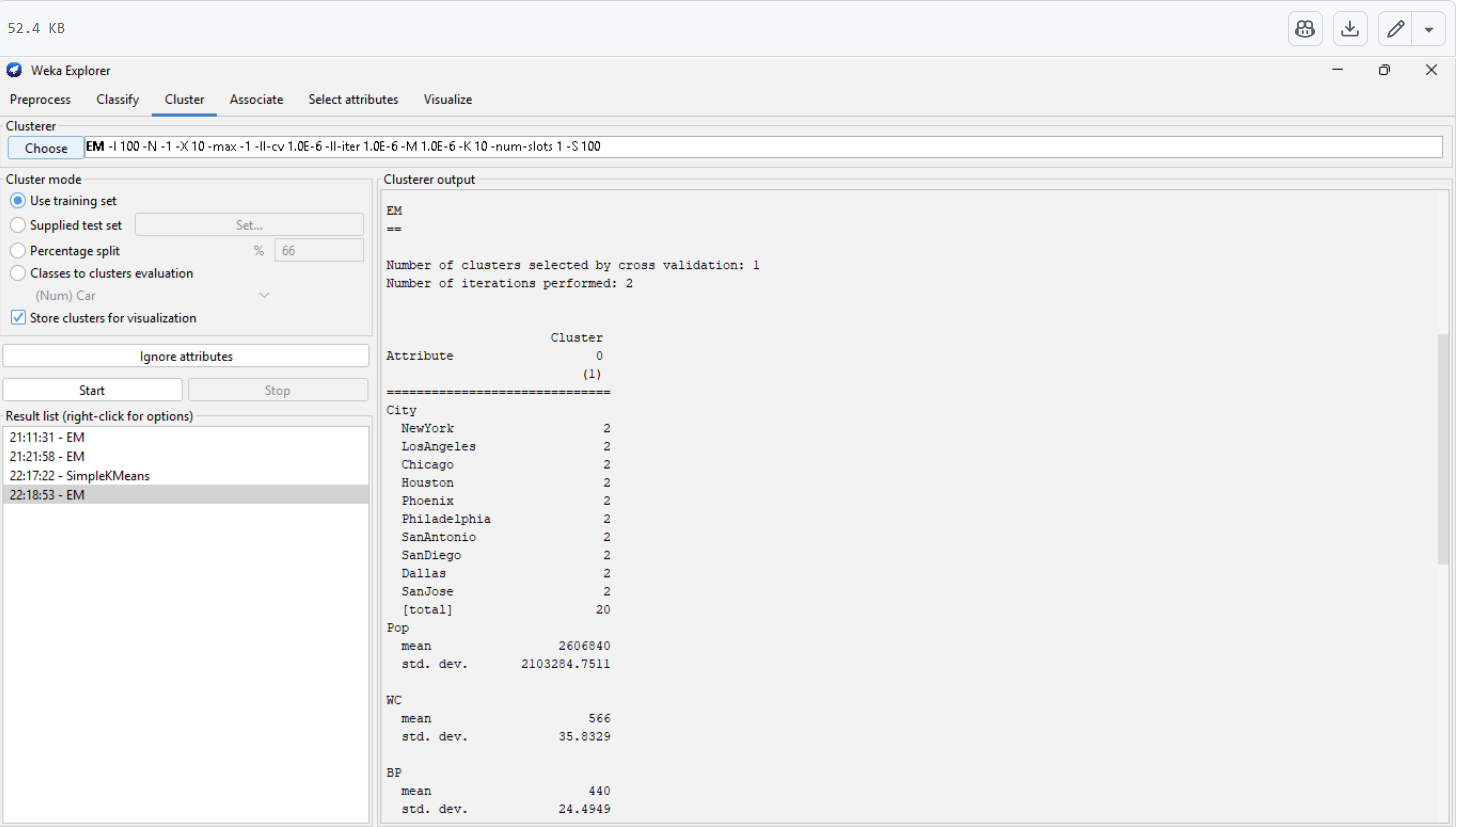 52.4 KB
Weka Explorer
Preprocess Classify Cluster Associate Select attributes Visualize
Clusterer
Choose EM -I 100 -N -1 -X 10 -max -1 -ll-cv 1.0E-6 -ll-iter 1.0E-6 -M 1.0E-6 -K 10 -num-slots 1 -S 100
Cluster mode
Use training set
Supplied test set Set...
Percentage split % 66
Classes to clusters evaluation
(Num) Car
Store clusters for visualization
Ignore attributes
Start Stop
Result list (right-click for options)
21:11:31 - EM
21:21:58 - EM
22:17:22 - SimpleKMeans
22:18:53 - EM
Clusterer output
EM
==
Number of clusters selected by cross validation: 1
Number of iterations performed: 2
Cluster
Attribute 0
(1)
==============================
City
NewYork 2
LosAngeles 2
Chicago 2
Houston 2
Phoenix 2
Philadelphia 2
SanAntonio 2
SanDiego 2
Dallas 2
SanJose 2
[total] 20
Pop
mean 2606840
std. dev. 2103284.7511
WC
mean 566
std. dev. 35.8329
BP
mean 440
std. dev. 24.4949